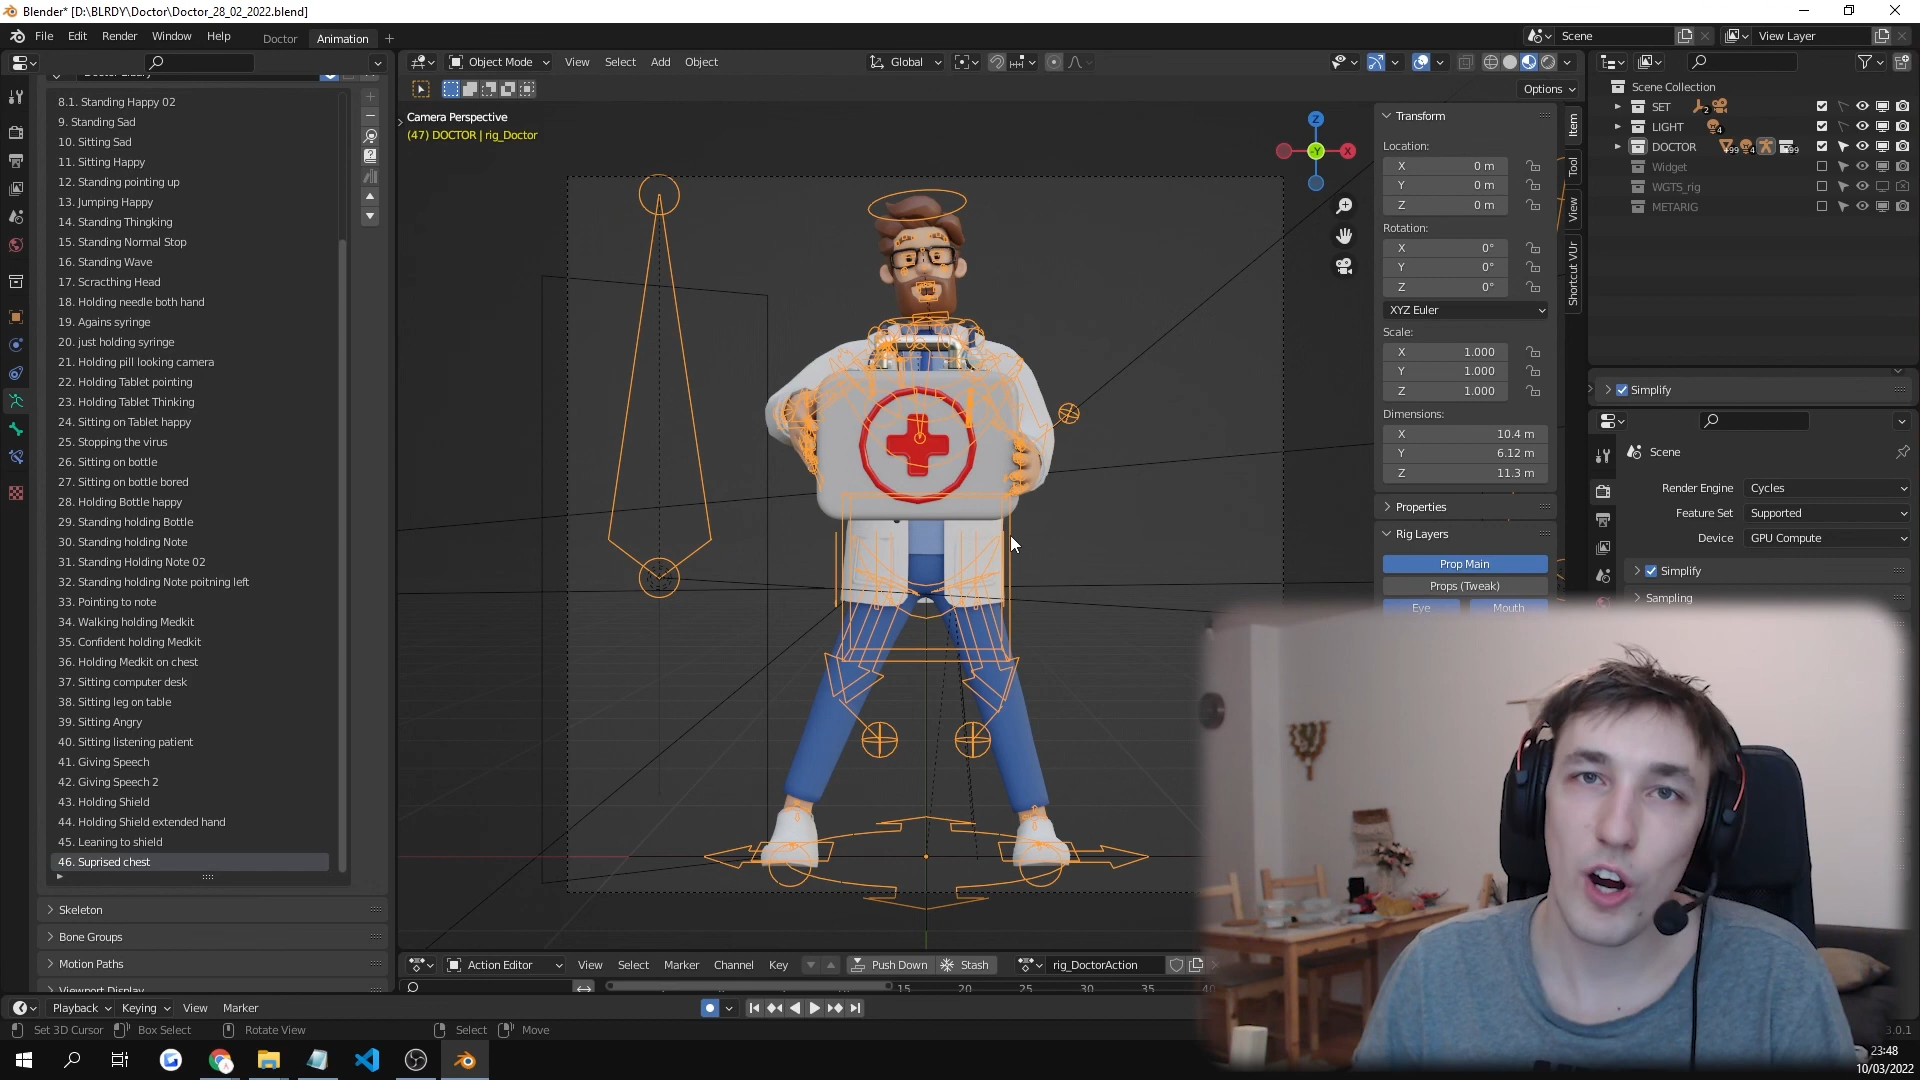 Blender* [D:\BLRDY\Doctor\Doctor_28_02_2022.blend]
File Edit Render Window Help Doctor Animation
Scene View Layer
Object Mode View Select Add Object Global
Options
8.1. Standing Happy 02
9. Standing Sad
10. Sitting Sad
11. Sitting Happy
12. Standing pointing up
13. Jumping Happy
14. Standing Thingking
15. Standing Normal Stop
16. Standing Wave
17. Scracthing Head
18. Holding needle both hand
19. Agains syringe
20. just holding syringe
21. Holding pill looking camera
22. Holding Tablet pointing
23. Holding Tablet Thinking
24. Sitting on Tablet happy
25. Stopping the virus
26. Sitting on bottle
27. Sitting on bottle bored
28. Holding Bottle happy
29. Standing holding Bottle
30. Standing holding Note
31. Standing Holding Note 02
32. Standing holding Note poitning left
33. Pointing to note
34. Walking holding Medkit
35. Confident holding Medkit
36. Holding Medkit on chest
37. Sitting computer desk
38. Sitting leg on table
39. Sitting Angry
40. Sitting listening patient
41. Giving Speech
42. Giving Speech 2
43. Holding Shield
44. Holding Shield extended hand
45. Leaning to shield
46. Suprised chest
Skeleton
Bone Groups
Motion Paths
Viewport Display
Camera Perspective
(47) DOCTOR | rig_Doctor
Z
-Y
X
Transform
Location:
X 0 m
Y 0 m
Z 0 m
Rotation:
X 0°
Y 0°
Z 0°
XYZ Euler
Scale:
X 1.000
Y 1.000
Z 1.000
Dimensions:
X 10.4 m
Y 6.12 m
Z 11.3 m
Properties
Rig Layers
Prop Main
Props (Tweak)
Eye Mouth
Item
Tool
View
Shortcut VUr
Scene Collection
SET 2
LIGHT 4
DOCTOR +99 4 +99
Widget
WGTS_rig
METARIG
Simplify
Scene
Render Engine Cycles
Feature Set Supported
Device GPU Compute
Simplify
Sampling
Action Editor View Select Marker Channel Key Push Down Stash rig_DoctorAction
15 20 25 30 35 40
Playback Keying View Marker
Set 3D Cursor Box Select Rotate View Select Move
3.0.1
23:48
10/03/2022